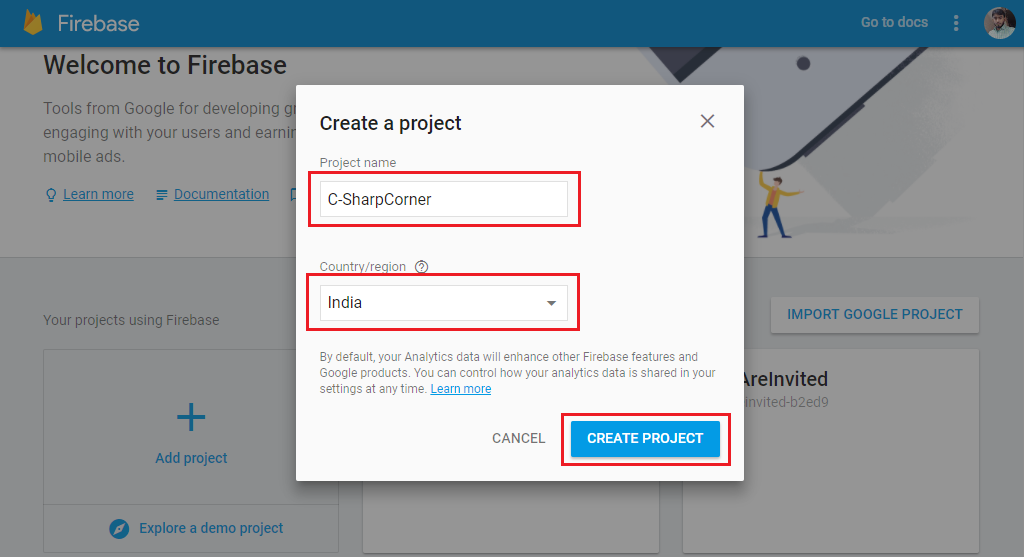 Firebase
Go to docs
Welcome to Firebase
Tools from Google for developing
engaging with your users and
mobile ads.
Learn more
Documentation
Create a project
Project name
C-SharpCorner
Country/region ?
India
By default, your Analytics data will enhance other Firebase features and
Google products. You can control how your analytics data is shared in your
settings at any time. Learn more
CANCEL
CREATE PROJECT
Your projects using Firebase
IMPORT GOOGLE PROJECT
Add project
Explore a demo project
AreInvited
invited-b2ed9